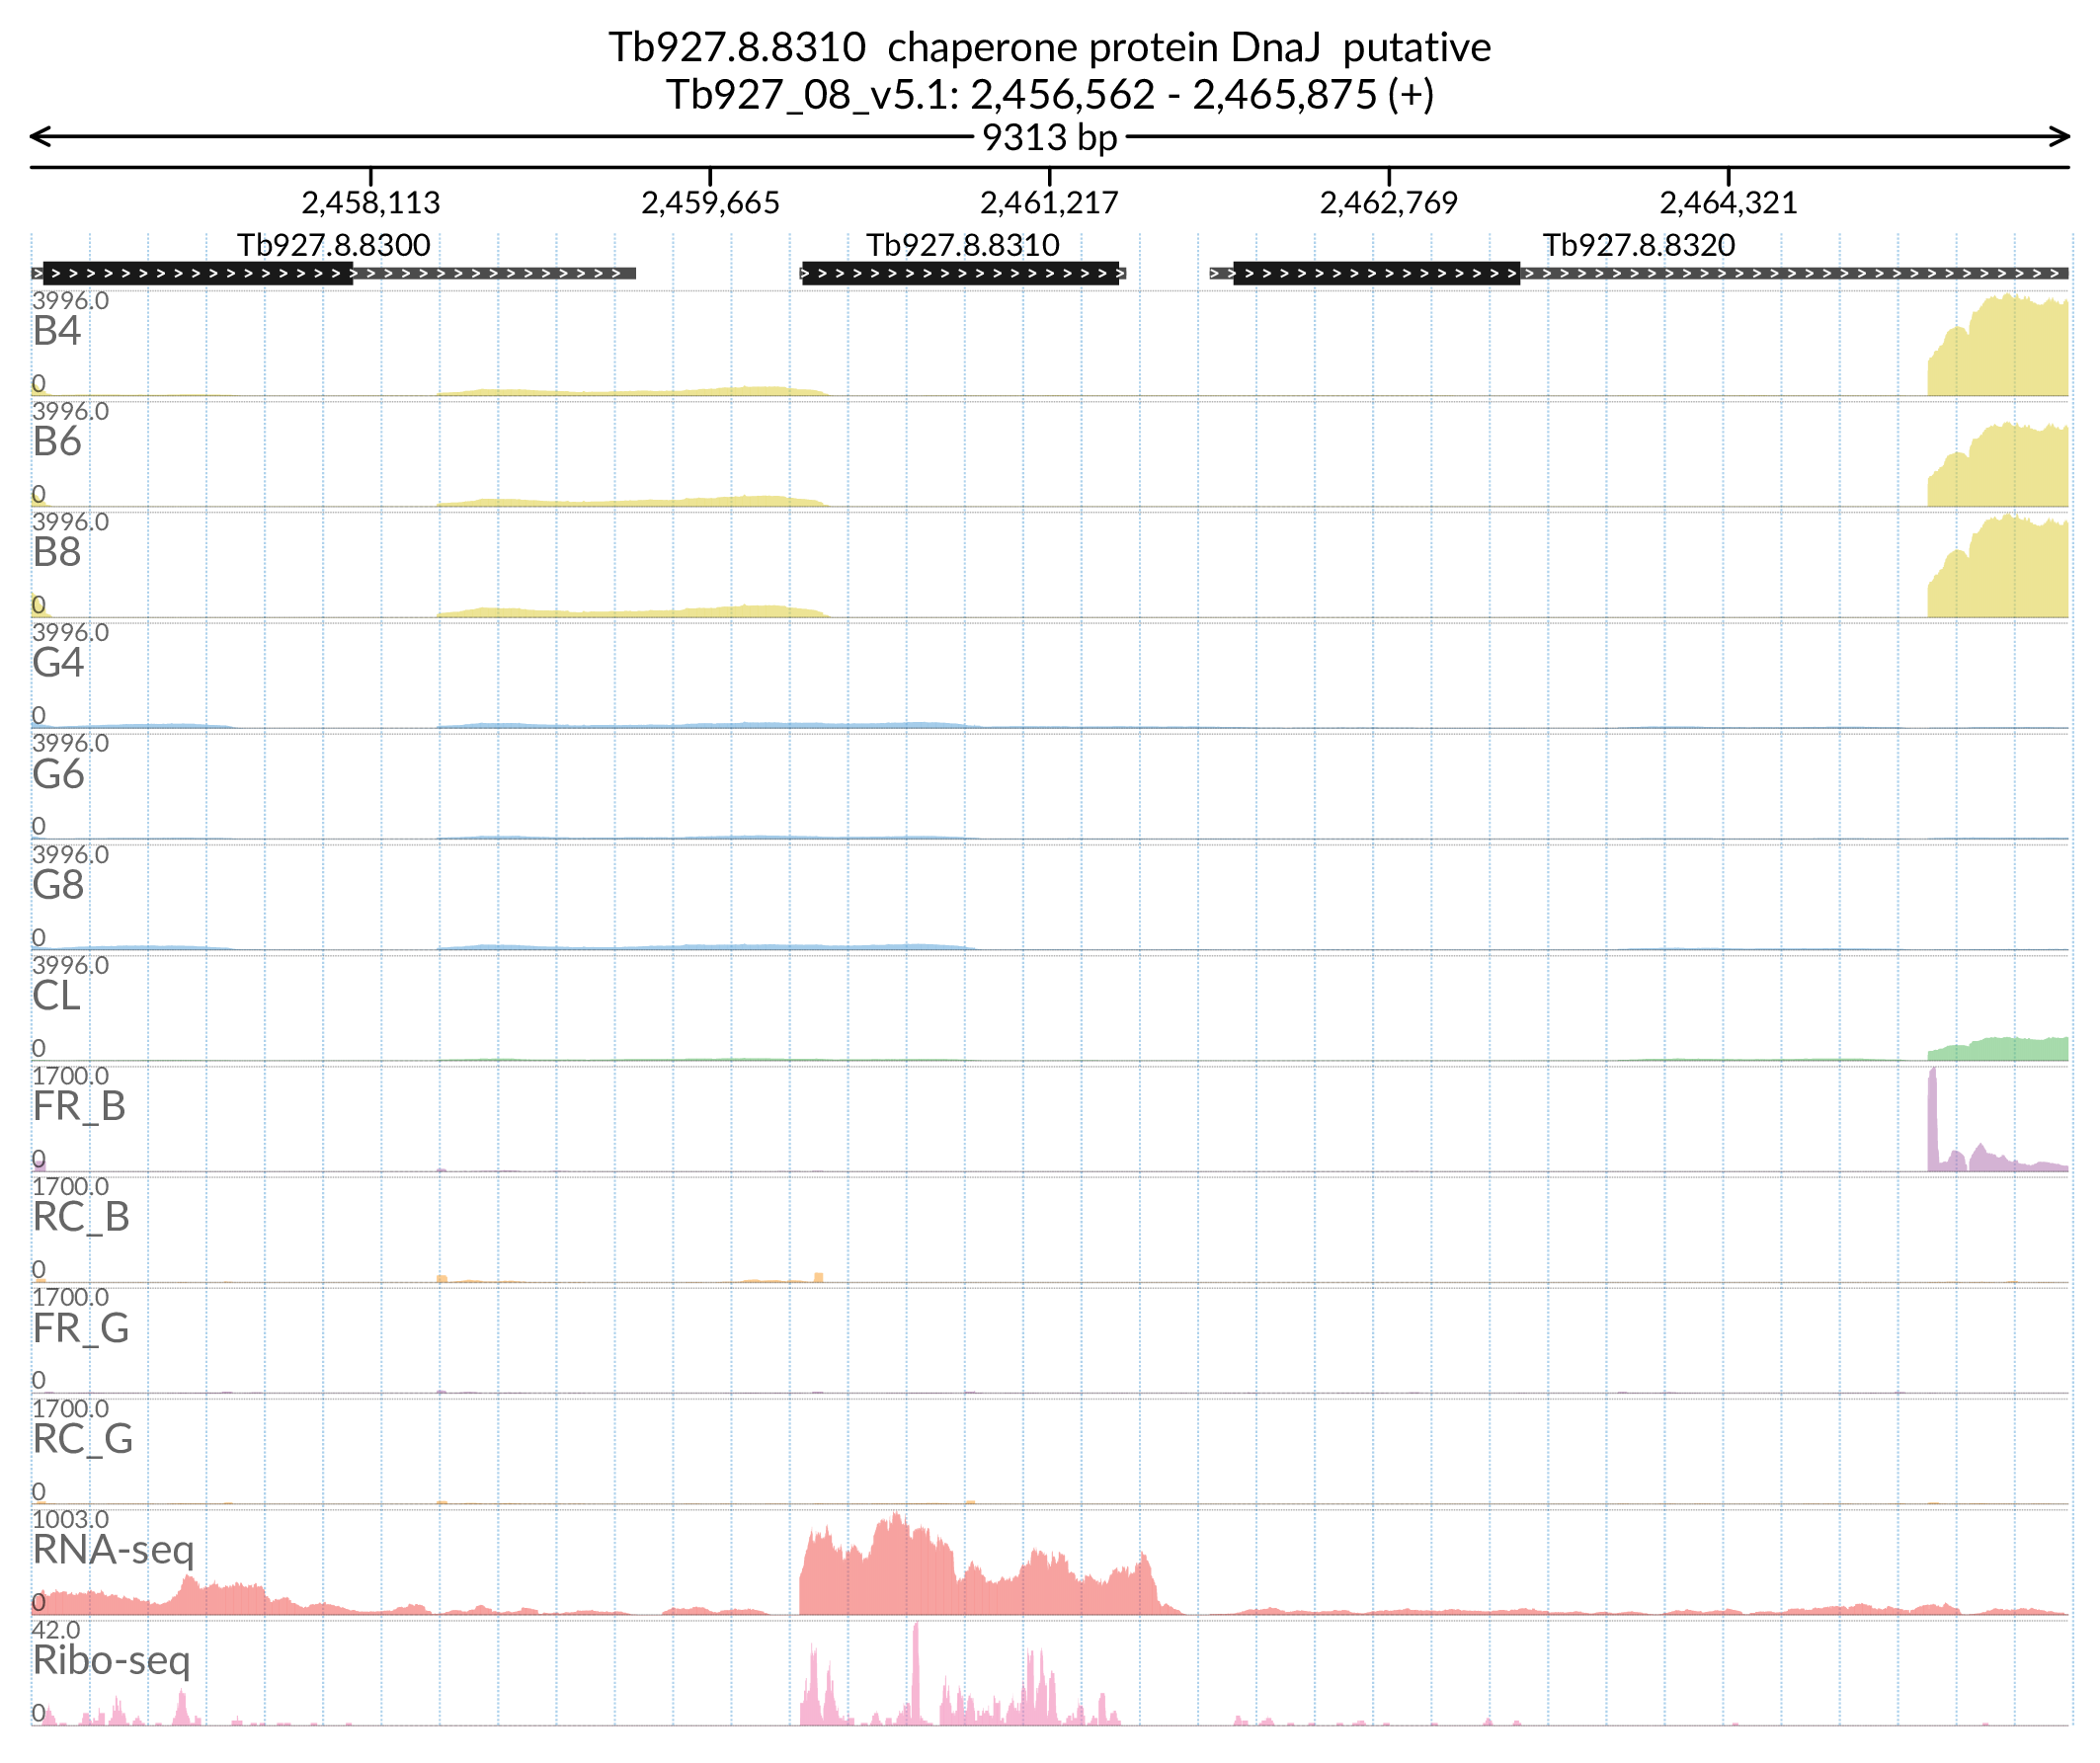 Tb927.8.8310  chaperone protein DnaJ  putative
Tb927_08_v5.1: 2,456,562 - 2,465,875 (+)
9313 bp
2,458,113 2,459,665 2,461,217 2,462,769 2,464,321
Tb927.8.8300 Tb927.8.8310 Tb927.8.8320
3996.0
B4
0
3996.0
B6
0
3996.0
B8
0
3996.0
G4
0
3996.0
G6
0
3996.0
G8
0
3996.0
CL
0
1700.0
FR_B
0
1700.0
RC_B
0
1700.0
FR_G
0
1700.0
RC_G
0
1003.0
RNA-seq
0
42.0
Ribo-seq
0